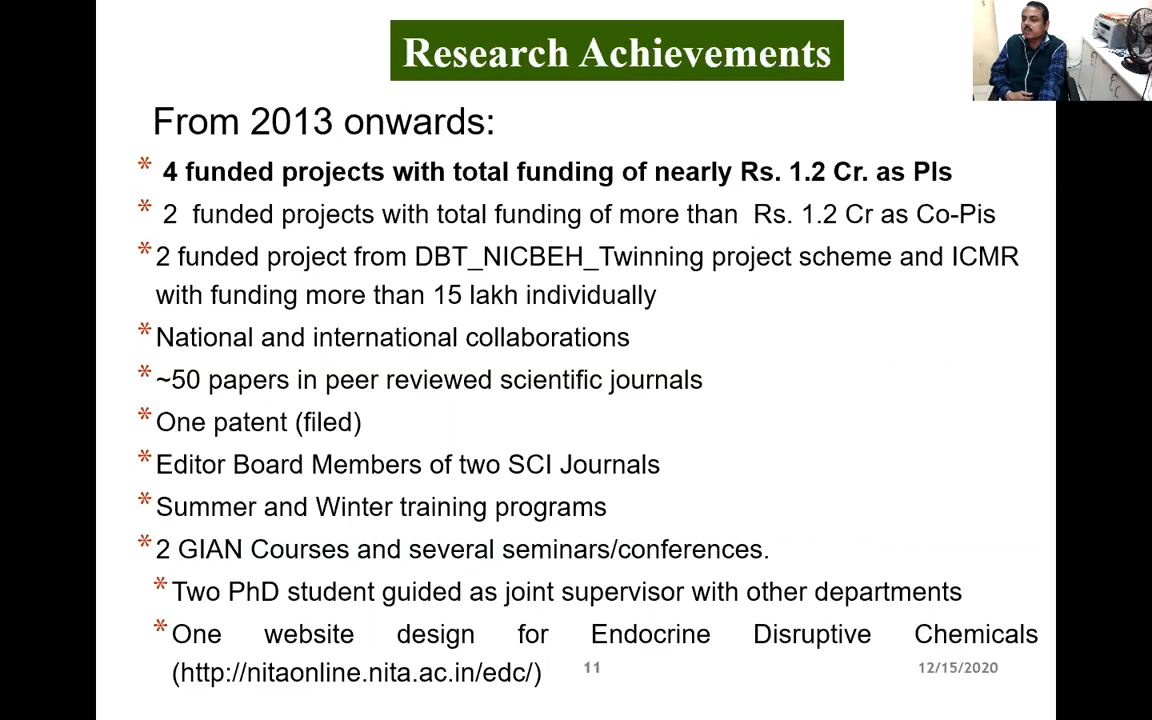 Research Achievements
From 2013 onwards:
* 4 funded projects with total funding of nearly Rs. 1.2 Cr. as PIs
* 2 funded projects with total funding of more than Rs. 1.2 Cr as Co-Pis
* 2 funded project from DBT_NICBEH_Twinning project scheme and ICMR
with funding more than 15 lakh individually
* National and international collaborations
* ~50 papers in peer reviewed scientific journals
* One patent (filed)
* Editor Board Members of two SCI Journals
* Summer and Winter training programs
* 2 GIAN Courses and several seminars/conferences.
* Two PhD student guided as joint supervisor with other departments
* One website design for Endocrine Disruptive Chemicals
(http://nitaonline.nita.ac.in/edc/) 11 12/15/2020